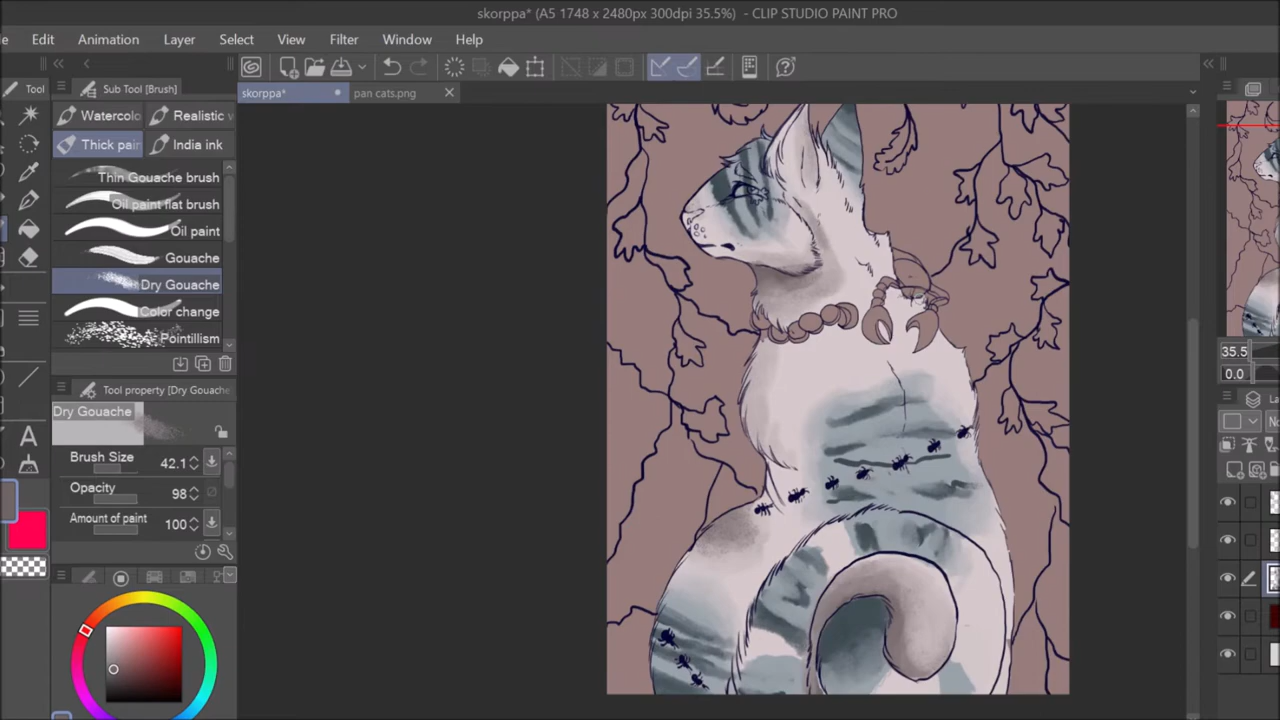 skorppa* (A5 1748 x 2480px 300dpi 35.5%) - CLIP STUDIO PAINT PRO
Edit Animation Layer Select View Filter Window Help
Tool
Sub Tool [Brush]
skorppa*
pan cats.png
Watercolo
Realistic
Thick pain
India ink
Thin Gouache brush
Oil paint flat brush
Oil paint
Gouache
Dry Gouache
Color change
Pointillism
Tool property [Dry Gouache
Dry Gouache
Brush Size 42.1
Opacity 98
Amount of paint 100
A
35.5
0.0
La